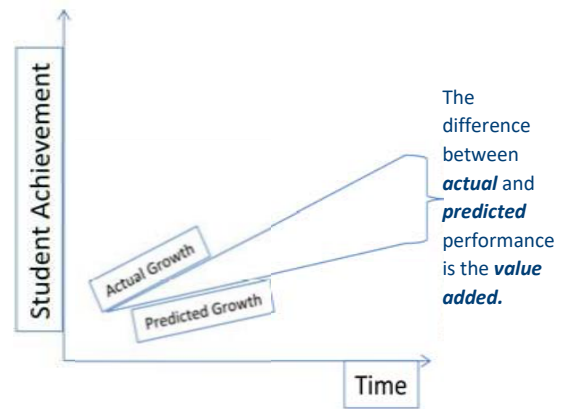 Student Achievement
Actual Growth
Predicted Growth
Time
The
difference
between
actual and
predicted
performance
is the value
added.